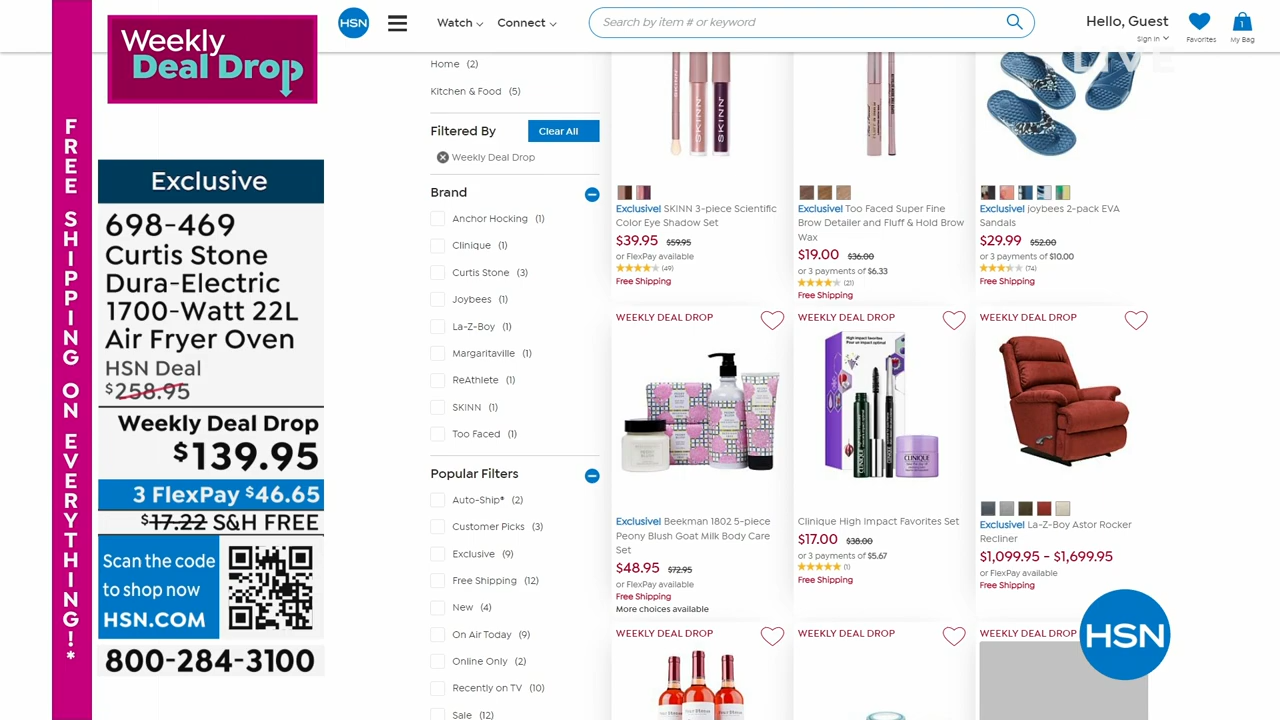 FREE SHIPPING ON EVERYTHING!*
Weekly
Deal Drop
Exclusive
698-469
Curtis Stone
Dura-Electric
1700-Watt 22L
Air Fryer Oven
HSN Deal
$258.95
Weekly Deal Drop
$139.95
3 FlexPay $46.65
$17.22 S&H FREE
Scan the code
to shop now
HSN.COM
800-284-3100
HSN
Watch
Connect
Search by item # or keyword
Hello, Guest
Sign in
Favorites
1
My Bag
LIVE
Home (2)
Kitchen & Food (5)
Filtered By
Clear All
Weekly Deal Drop
Brand
Anchor Hocking (1)
Clinique (1)
Curtis Stone (3)
Joybees (1)
La-Z-Boy (1)
Margaritaville (1)
ReAthlete (1)
SKINN (1)
Too Faced (1)
Popular Filters
Auto-Ship® (2)
Customer Picks (3)
Exclusive (9)
Free Shipping (12)
New (4)
On Air Today (9)
Online Only (2)
Recently on TV (10)
Sale (12)
SKINN
SKINN
Exclusive! SKINN 3-piece Scientific
Color Eye Shadow Set
$39.95 $59.95
or FlexPay available
(49)
Free Shipping
Exclusive! Too Faced Super Fine
Brow Detailer and Fluff & Hold Brow
Wax
$19.00 $36.00
or 3 payments of $6.33
(21)
Free Shipping
Exclusive! Joybees 2-pack EVA
Sandals
$29.99 $52.00
or 3 payments of $10.00
(74)
Free Shipping
WEEKLY DEAL DROP
Exclusive! Beekman 1802 5-piece
Peony Blush Goat Milk Body Care
Set
$48.95 $72.95
or FlexPay available
Free Shipping
More choices available
WEEKLY DEAL DROP
High impact favorites
CLINIQUE
Clinique High Impact Favorites Set
$17.00 $38.00
or 3 payments of $5.67
(1)
Free Shipping
WEEKLY DEAL DROP
Exclusive! La-Z-Boy Astor Rocker
Recliner
$1,099.95 - $1,699.95
or FlexPay available
Free Shipping
WEEKLY DEAL DROP
WEEKLY DEAL DROP
WEEKLY DEAL DROP
HSN